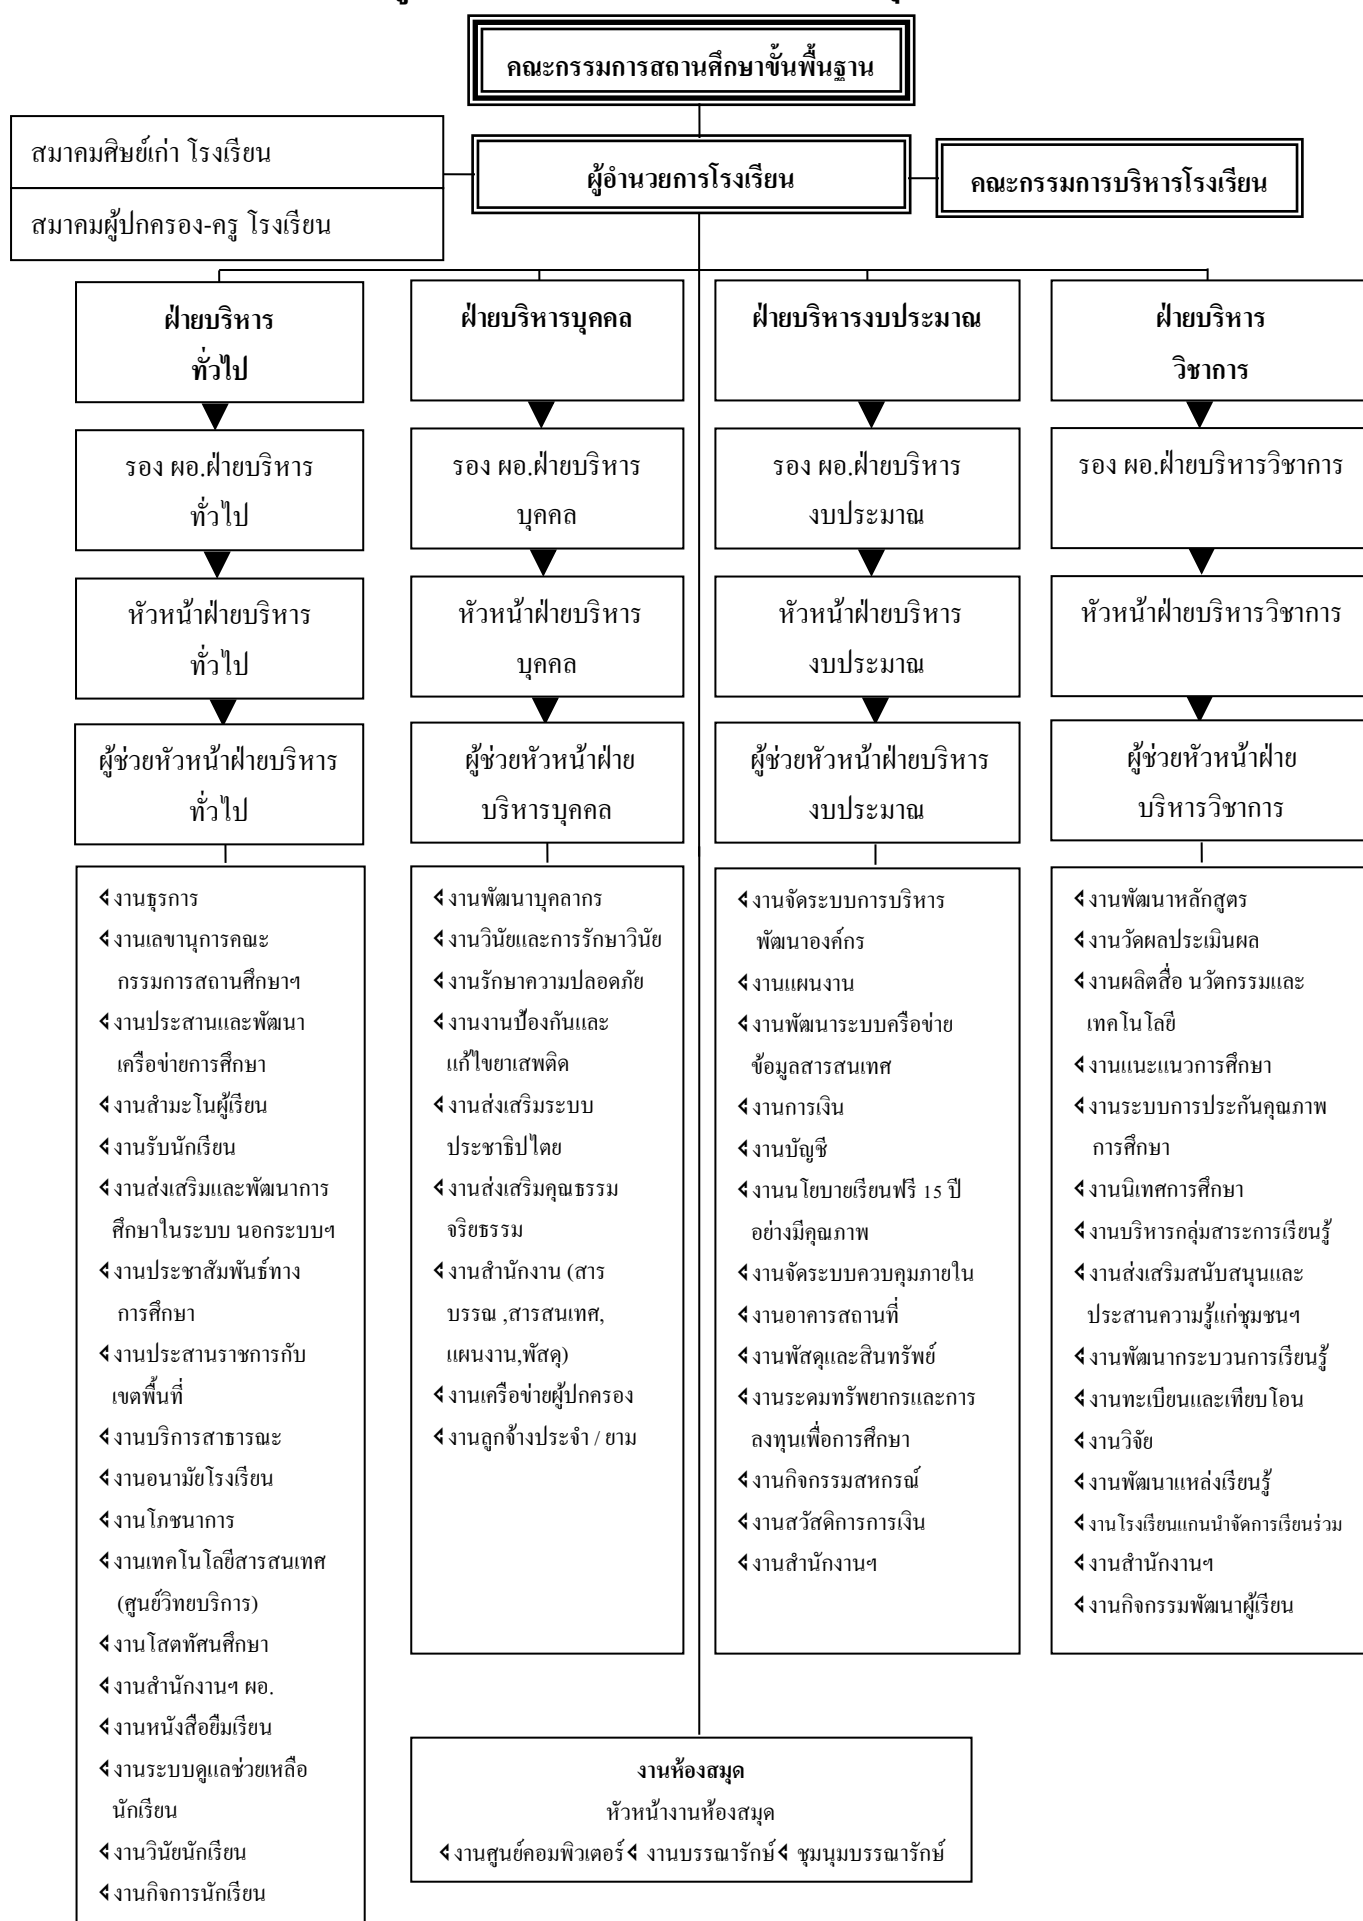 คณะกรรมการสถานศึกษาขั้นพื้นฐาน
สมาคมศิษย์เก่า โรงเรียน
สมาคมผู้ปกครอง-ครู โรงเรียน
ผู้อำนวยการโรงเรียน
คณะกรรมการบริหารโรงเรียน
ฝ่ายบริหาร
ทั่วไป
รอง ผอ.ฝ่ายบริหาร
ทั่วไป
หัวหน้าฝ่ายบริหาร
ทั่วไป
ผู้ช่วยหัวหน้าฝ่ายบริหาร
ทั่วไป
งานธุรการ
งานเลขานุการคณะ
กรรมการสถานศึกษาฯ
งานประสานและพัฒนา
เครือข่ายการศึกษา
งานสำมะโนผู้เรียน
งานรับนักเรียน
งานส่งเสริมและพัฒนาการ
ศึกษาในระบบ นอกระบบฯ
งานประชาสัมพันธ์ทาง
การศึกษา
งานประสานราชการกับ
เขตพื้นที่
งานบริการสาธารณะ
งานอนามัยโรงเรียน
งานโภชนาการ
งานเทคโนโลยีสารสนเทศ
(ศูนย์วิทยบริการ)
งานโสตทัศนศึกษา
งานสำนักงานฯ ผอ.
งานหนังสือยืมเรียน
งานระบบดูแลช่วยเหลือ
นักเรียน
งานวินัยนักเรียน
งานกิจการนักเรียน
ฝ่ายบริหารบุคคล
รอง ผอ.ฝ่ายบริหาร
บุคคล
หัวหน้าฝ่ายบริหาร
บุคคล
ผู้ช่วยหัวหน้าฝ่าย
บริหารบุคคล
งานพัฒนาบุคลากร
งานวินัยและการรักษาวินัย
งานรักษาความปลอดภัย
งานงานป้องกันและ
แก้ไขยาเสพติด
งานส่งเสริมระบบ
ประชาธิปไตย
งานส่งเสริมคุณธรรม
จริยธรรม
งานสำนักงาน (สาร
บรรณ ,สารสนเทศ,
แผนงาน,พัสดุ)
งานเครือข่ายผู้ปกครอง
งานลูกจ้างประจำ / ยาม
ฝ่ายบริหารงบประมาณ
รอง ผอ.ฝ่ายบริหาร
งบประมาณ
หัวหน้าฝ่ายบริหาร
งบประมาณ
ผู้ช่วยหัวหน้าฝ่ายบริหาร
งบประมาณ
งานจัดระบบการบริหาร
พัฒนาองค์กร
งานแผนงาน
งานพัฒนาระบบครือข่าย
ข้อมูลสารสนเทศ
งานการเงิน
งานบัญชี
งานนโยบายเรียนฟรี 15 ปี
อย่างมีคุณภาพ
งานจัดระบบควบคุมภายใน
งานอาคารสถานที่
งานพัสดุและสินทรัพย์
งานระดมทรัพยากรและการ
ลงทุนเพื่อการศึกษา
งานกิจกรรมสหกรณ์
งานสวัสดิการการเงิน
งานสำนักงานฯ
ฝ่ายบริหาร
วิชาการ
รอง ผอ.ฝ่ายบริหารวิชาการ
หัวหน้าฝ่ายบริหารวิชาการ
ผู้ช่วยหัวหน้าฝ่าย
บริหารวิชาการ
งานพัฒนาหลักสูตร
งานวัดผลประเมินผล
งานผลิตสื่อ นวัตกรรมและ
เทคโนโลยี
งานแนะแนวการศึกษา
งานระบบการประกันคุณภาพ
การศึกษา
งานนิเทศการศึกษา
งานบริหารกลุ่มสาระการเรียนรู้
งานส่งเสริมสนับสนุนและ
ประสานความรู้แก่ชุมชนฯ
งานพัฒนากระบวนการเรียนรู้
งานทะเบียนและเทียบโอน
งานวิจัย
งานพัฒนาแหล่งเรียนรู้
งานโรงเรียนแกนนำจัดการเรียนร่วม
งานสำนักงานฯ
งานกิจกรรมพัฒนาผู้เรียน
งานห้องสมุด
หัวหน้างานห้องสมุด
งานศูนย์คอมพิวเตอร์ งานบรรณารักษ์ ชุมนุมบรรณารักษ์